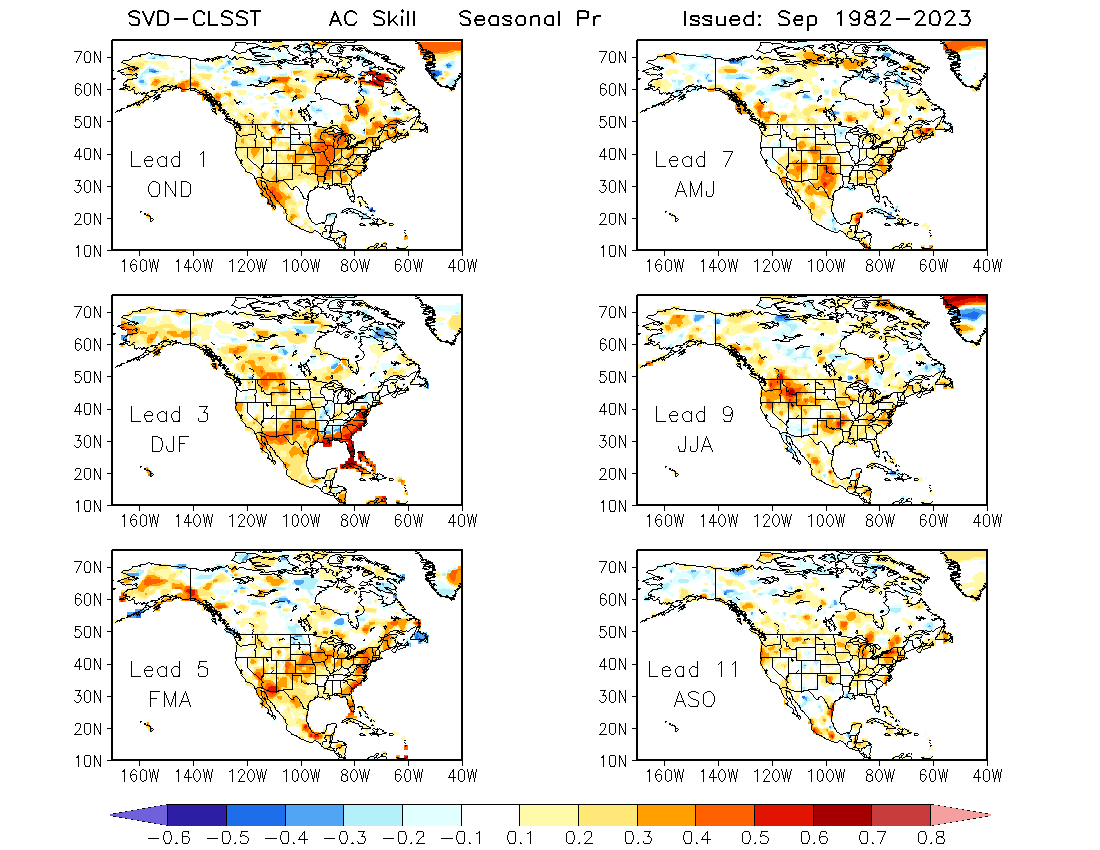 SVD−CLSST AC Skill Seasonal Pr Issued: Sep 1982−2023
70N
60N
50N
40N
30N
20N
10N
Lead 1
OND
160W 140W 120W 100W 80W 60W 40W
70N
60N
50N
40N
30N
20N
10N
Lead 7
AMJ
160W 140W 120W 100W 80W 60W 40W
70N
60N
50N
40N
30N
20N
10N
Lead 3
DJF
160W 140W 120W 100W 80W 60W 40W
70N
60N
50N
40N
30N
20N
10N
Lead 9
JJA
160W 140W 120W 100W 80W 60W 40W
70N
60N
50N
40N
30N
20N
10N
Lead 5
FMA
160W 140W 120W 100W 80W 60W 40W
70N
60N
50N
40N
30N
20N
10N
Lead 11
ASO
160W 140W 120W 100W 80W 60W 40W
−0.6 −0.5 −0.4 −0.3 −0.2 −0.1 0.1 0.2 0.3 0.4 0.5 0.6 0.7 0.8